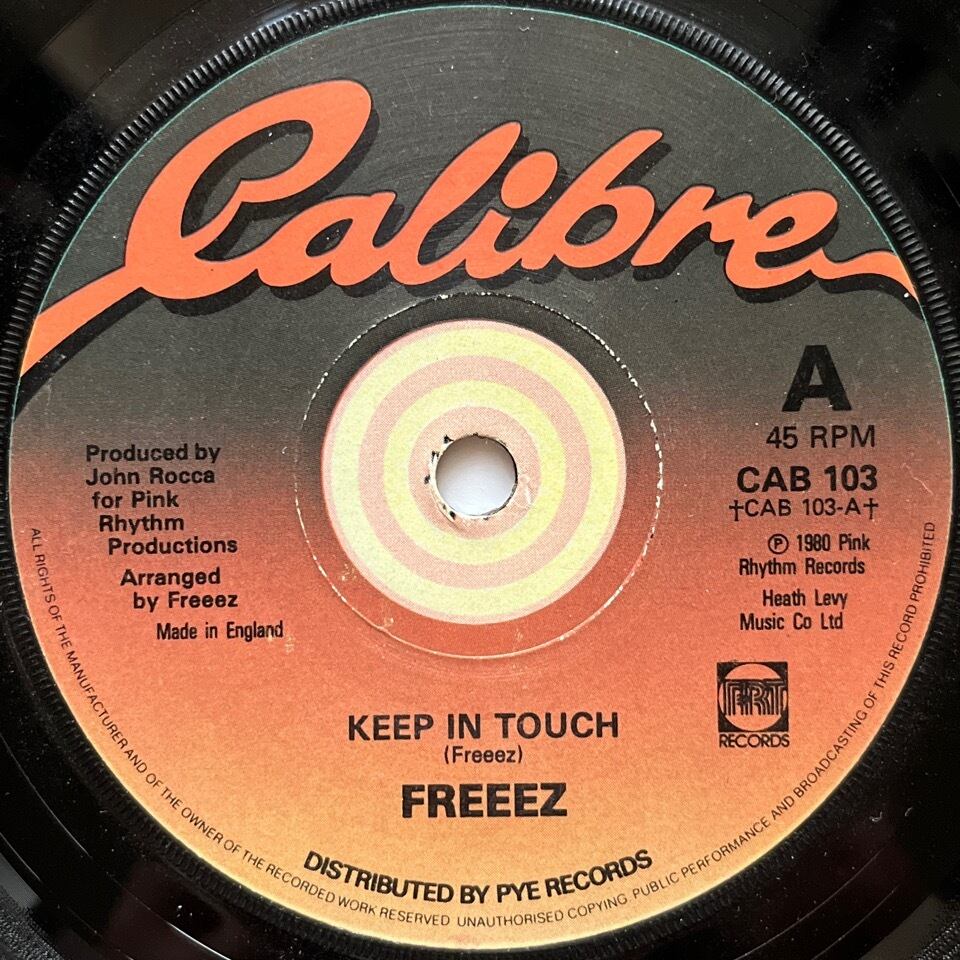 Calibre
A
45 RPM
CAB 103
†CAB 103-A†
℗ 1980 Pink
Rhythm Records
Heath Levy
Music Co Ltd
Produced by
John Rocca
for Pink
Rhythm
Productions
Arranged
by Freeez
Made in England
PRT
RECORDS
KEEP IN TOUCH
(Freeez)
FREEEZ
DISTRIBUTED BY PYE RECORDS
ALL RIGHTS OF THE MANUFACTURER AND OF THE OWNER OF THE RECORDED WORK RESERVED UNAUTHORISED COPYING PUBLIC PERFORMANCE AND BROADCASTING OF THIS RECORD PROHIBITED